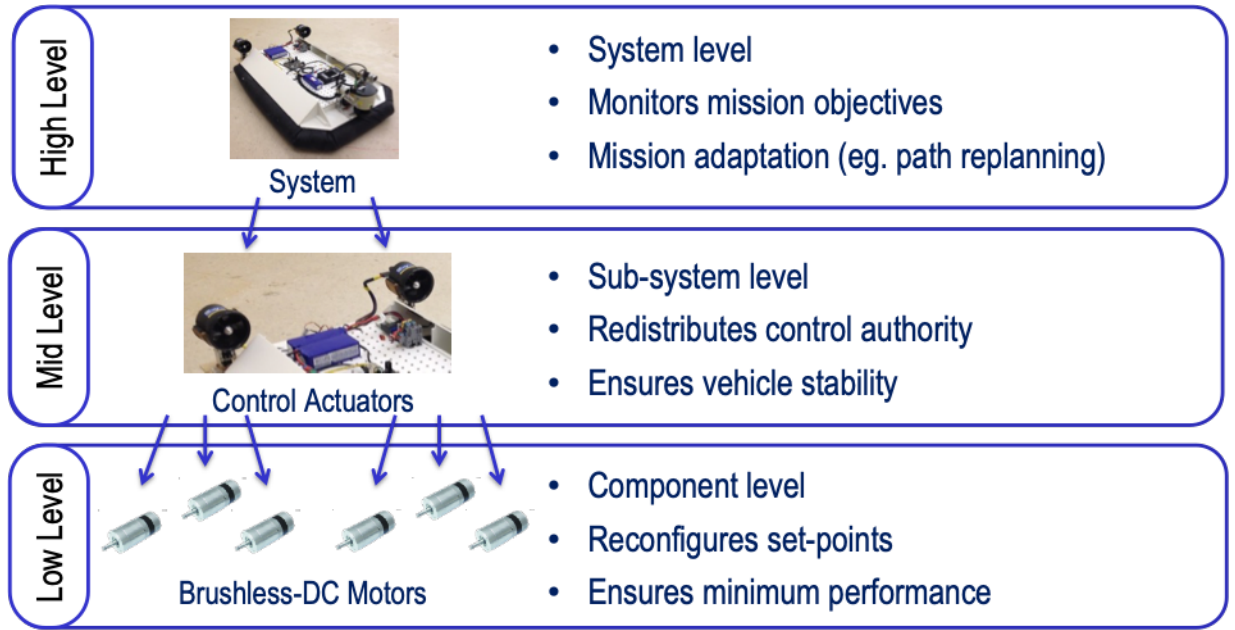 High Level
System
• System level
• Monitors mission objectives
• Mission adaptation (eg. path replanning)
Mid Level
Control Actuators
• Sub-system level
• Redistributes control authority
• Ensures vehicle stability
Low Level
Brushless-DC Motors
• Component level
• Reconfigures set-points
• Ensures minimum performance